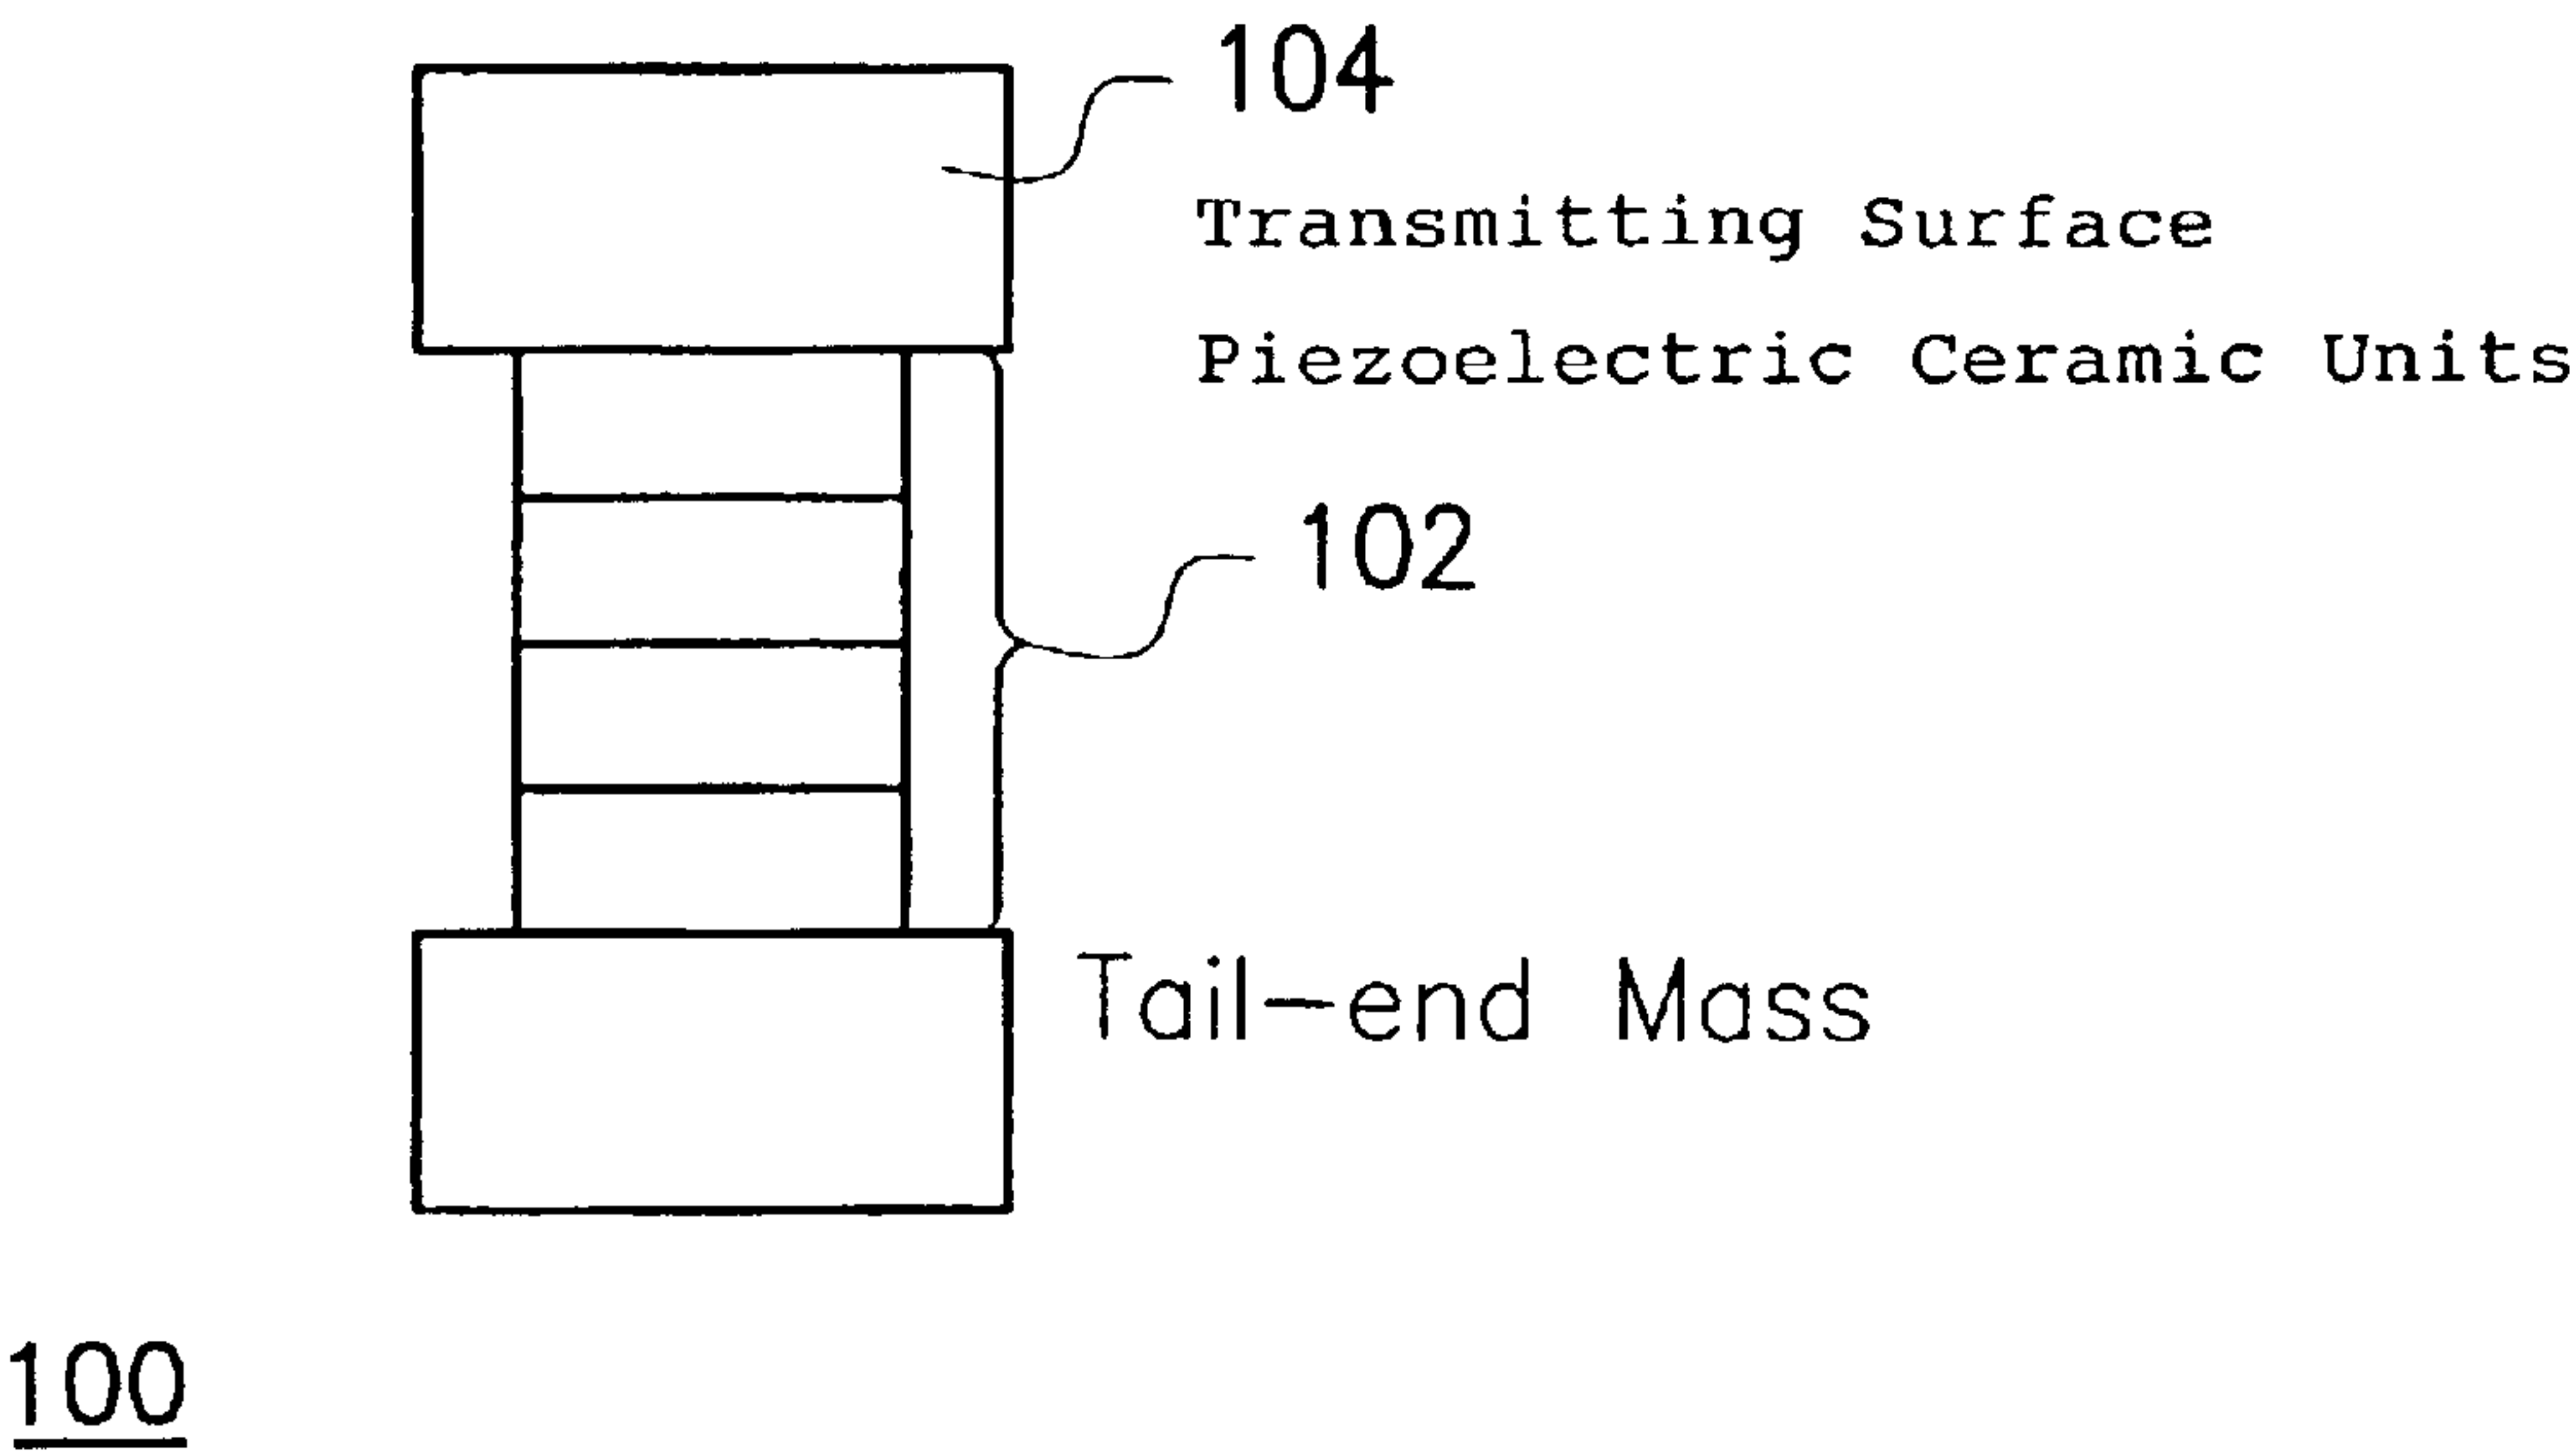 104
Transmitting Surface
Piezoelectric Ceramic Units
102
Tail-end Mass
100